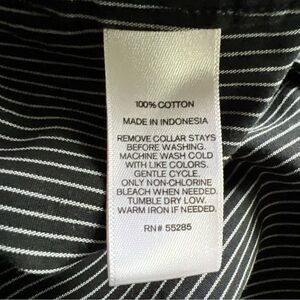 100% COTTON
MADE IN INDONESIA
REMOVE COLLAR STAYS
BEFORE WASHING.
MACHINE WASH COLD
WITH LIKE COLORS.
GENTLE CYCLE.
ONLY NON-CHLORINE
BLEACH WHEN NEEDED.
TUMBLE DRY LOW.
WARM IRON IF NEEDED.
RN# 55285